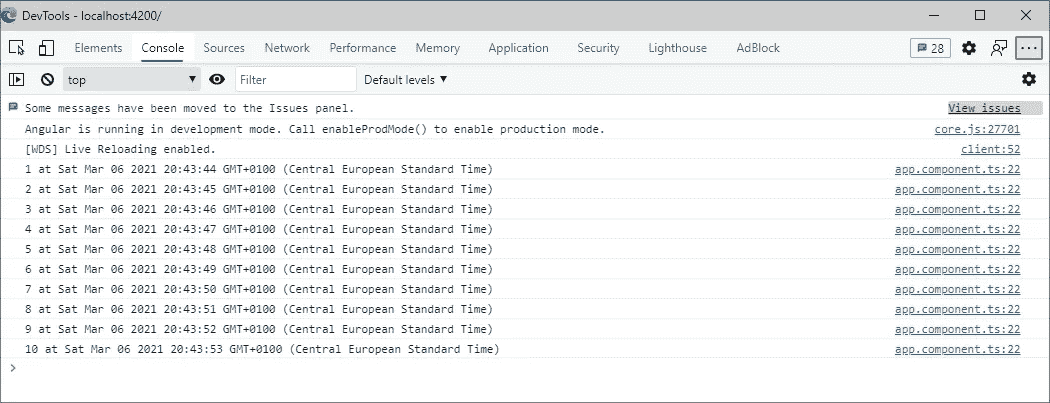 DevTools - localhost:4200/
Elements Console Sources Network Performance Memory Application Security Lighthouse AdBlock 28
top Filter Default levels
Some messages have been moved to the Issues panel. View issues
Angular is running in development mode. Call enableProdMode() to enable production mode. core.js:27701
[WDS] Live Reloading enabled. client:52
1 at Sat Mar 06 2021 20:43:44 GMT+0100 (Central European Standard Time) app.component.ts:22
2 at Sat Mar 06 2021 20:43:45 GMT+0100 (Central European Standard Time) app.component.ts:22
3 at Sat Mar 06 2021 20:43:46 GMT+0100 (Central European Standard Time) app.component.ts:22
4 at Sat Mar 06 2021 20:43:47 GMT+0100 (Central European Standard Time) app.component.ts:22
5 at Sat Mar 06 2021 20:43:48 GMT+0100 (Central European Standard Time) app.component.ts:22
6 at Sat Mar 06 2021 20:43:49 GMT+0100 (Central European Standard Time) app.component.ts:22
7 at Sat Mar 06 2021 20:43:50 GMT+0100 (Central European Standard Time) app.component.ts:22
8 at Sat Mar 06 2021 20:43:51 GMT+0100 (Central European Standard Time) app.component.ts:22
9 at Sat Mar 06 2021 20:43:52 GMT+0100 (Central European Standard Time) app.component.ts:22
10 at Sat Mar 06 2021 20:43:53 GMT+0100 (Central European Standard Time) app.component.ts:22